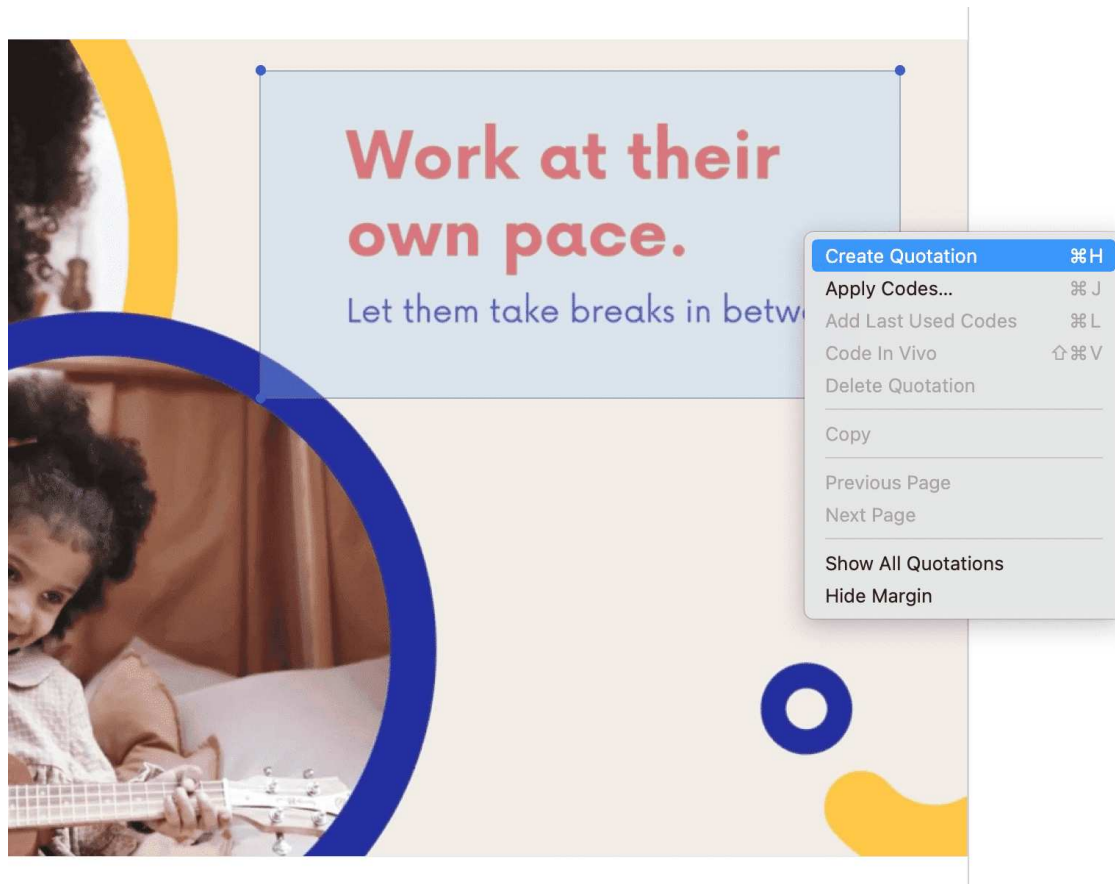 Work at their
own pace.
Let them take breaks in
Create Quotation ⌘H
Apply Codes... ⌘J
Add Last Used Codes ⌘L
Code In Vivo ⇧⌘V
Delete Quotation
Copy
Previous Page
Next Page
Show All Quotations
Hide Margin